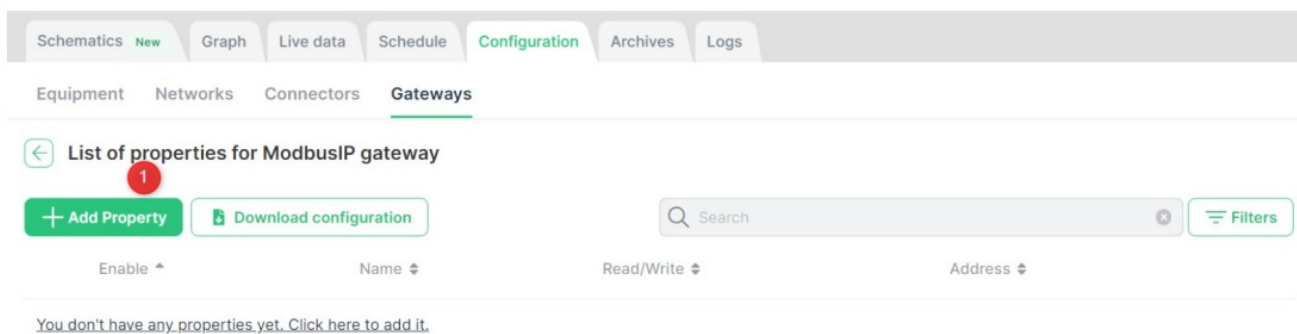 Schematics New Graph Live data Schedule Configuration Archives Logs
Equipment Networks Connectors Gateways
List of properties for ModbusIP gateway
1
Add Property Download configuration Search Filters
Enable Name Read/Write Address
You don't have any properties yet. Click here to add it.